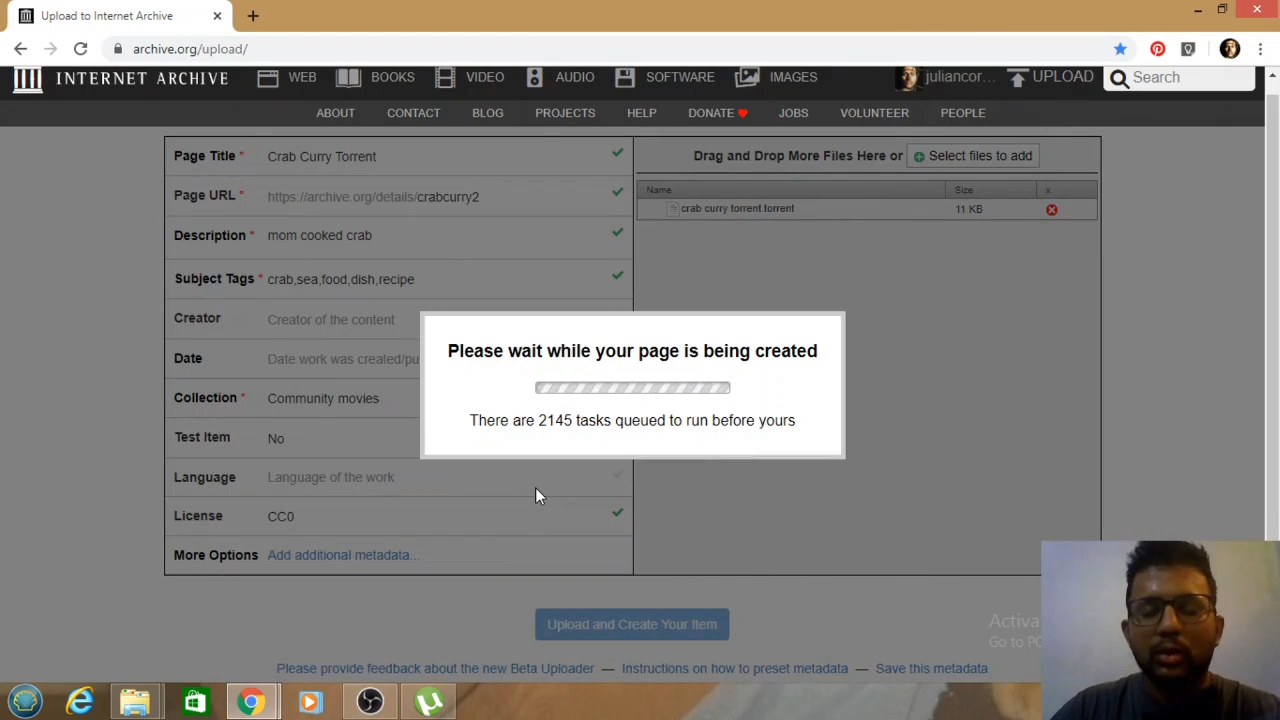 Upload to Internet Archive
archive.org/upload/
INTERNET ARCHIVE WEB BOOKS VIDEO AUDIO SOFTWARE IMAGES juliancor... UPLOAD Search
ABOUT CONTACT BLOG PROJECTS HELP DONATE JOBS VOLUNTEER PEOPLE
Page Title * Crab Curry Torrent
Page URL * https://archive.org/details/crabcurry2
Description * mom cooked crab
Subject Tags * crab,sea,food,dish,recipe
Creator Creator of the content
Date Date work was created/pu
Collection * Community movies
Test Item No
Language Language of the work
License CC0
More Options Add additional metadata...
Drag and Drop More Files Here or Select files to add
Name Size x
crab curry torrent.torrent 11 KB
Please wait while your page is being created
There are 2145 tasks queued to run before yours
Upload and Create Your Item
Activa
Go to PC
Please provide feedback about the new Beta Uploader — Instructions on how to preset metadata — Save this metadata